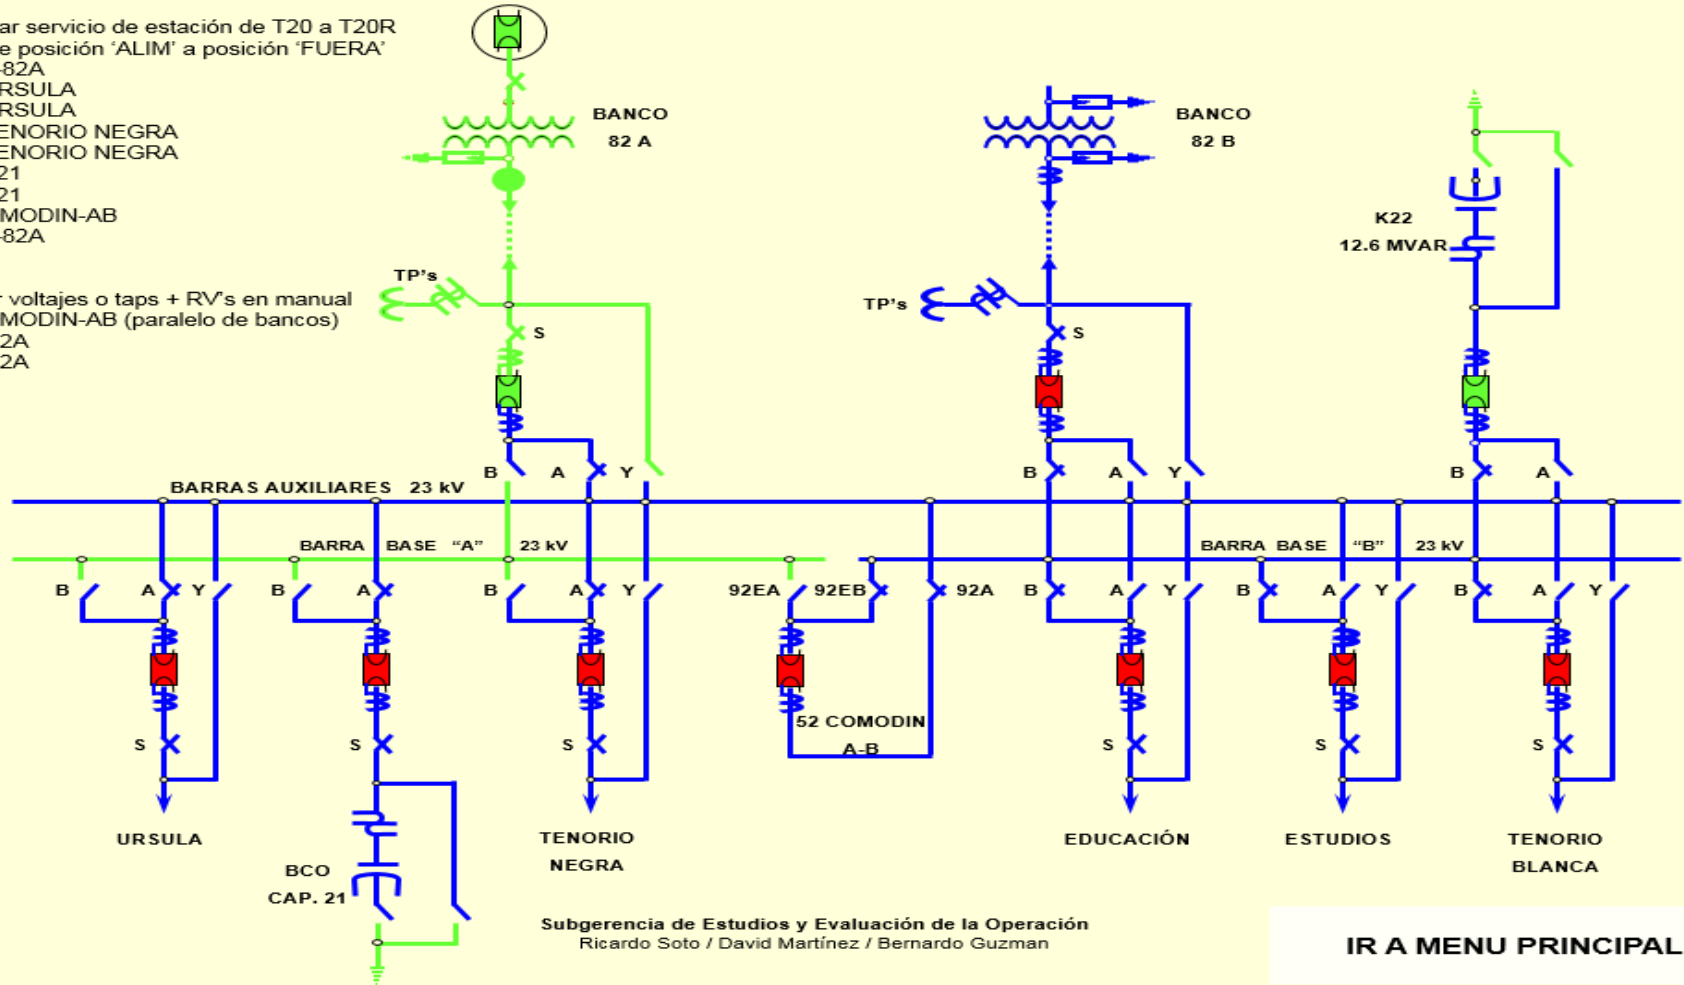 ar servicio de estación de T20 a T20R
e posición ‘ALIM’ a posición ‘FUERA’
-82A
RSULA
RSULA
ENORIO NEGRA
ENORIO NEGRA
21
21
MODIN-AB
-82A
r voltajes o taps + RV's en manual
MODIN-AB (paralelo de bancos)
2A
2A
BANCO
82 A
BANCO
82 B
K22
12.6 MVAR
TP's
TP's
S
S
B A Y
B A Y
B A
BARRAS AUXILIARES 23 kV
BARRA BASE “A” 23 kV
BARRA BASE “B” 23 kV
B A Y B A B A Y 92EA 92EB 92A B A Y B A Y B A Y
52 COMODIN
A-B
S S S S S S
URSULA
TENORIO
NEGRA
EDUCACIÓN
ESTUDIOS
TENORIO
BLANCA
BCO
CAP. 21
Subgerencia de Estudios y Evaluación de la Operación
Ricardo Soto / David Martínez / Bernardo Guzman
IR A MENU PRINCIPAL